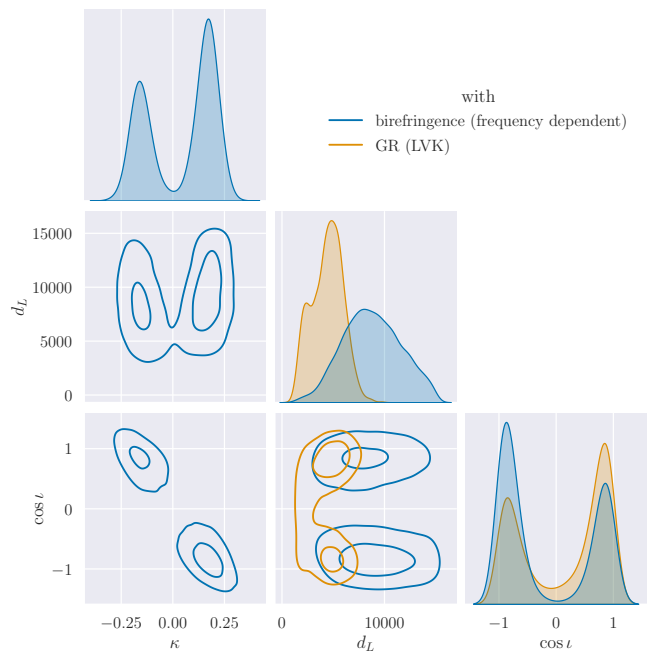 with
birefringence (frequency dependent)
GR (LVK)
15000
10000
5000
0
d_L
1
0
−1
cos ι
−0.25 0.00 0.25
κ
0 10000
d_L
−1 0 1
cos ι